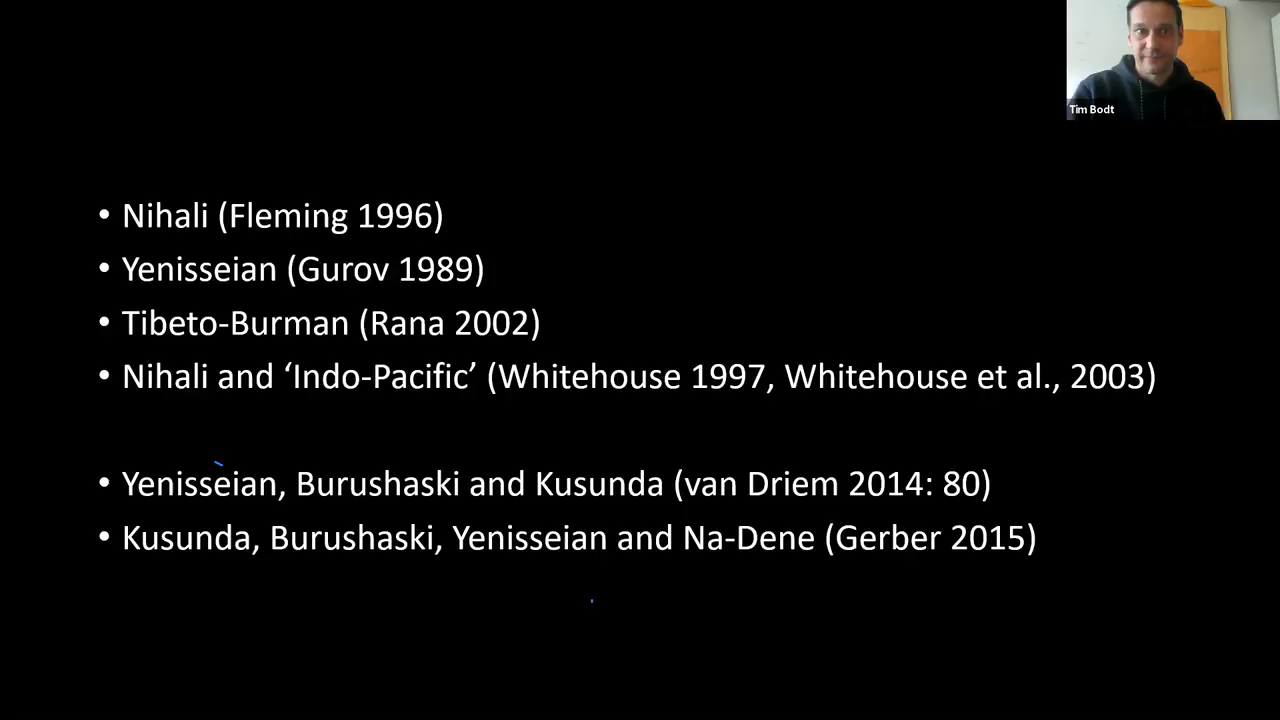 Tim Bodt
• Nihali (Fleming 1996)
• Yenisseian (Gurov 1989)
• Tibeto-Burman (Rana 2002)
• Nihali and ‘Indo-Pacific’ (Whitehouse 1997, Whitehouse et al., 2003)
• Yenisseian, Burushaski and Kusunda (van Driem 2014: 80)
• Kusunda, Burushaski, Yenisseian and Na-Dene (Gerber 2015)